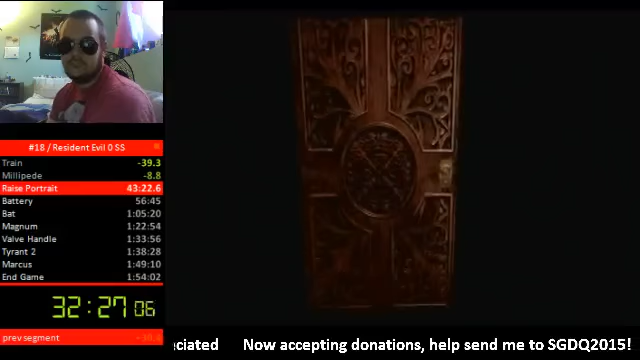 #18 / Resident Evil 0 SS
Train -39.3
Millipede -8.8
Raise Portrait 43:22.6
Battery 56:45
Bat 1:05:20
Magnum 1:22:54
Valve Handle 1:33:56
Tyrant 2 1:38:28
Marcus 1:49:10
End Game 1:54:02
32:27 06
prev segment
ciated Now accepting donations, help send me to SGDQ2015!